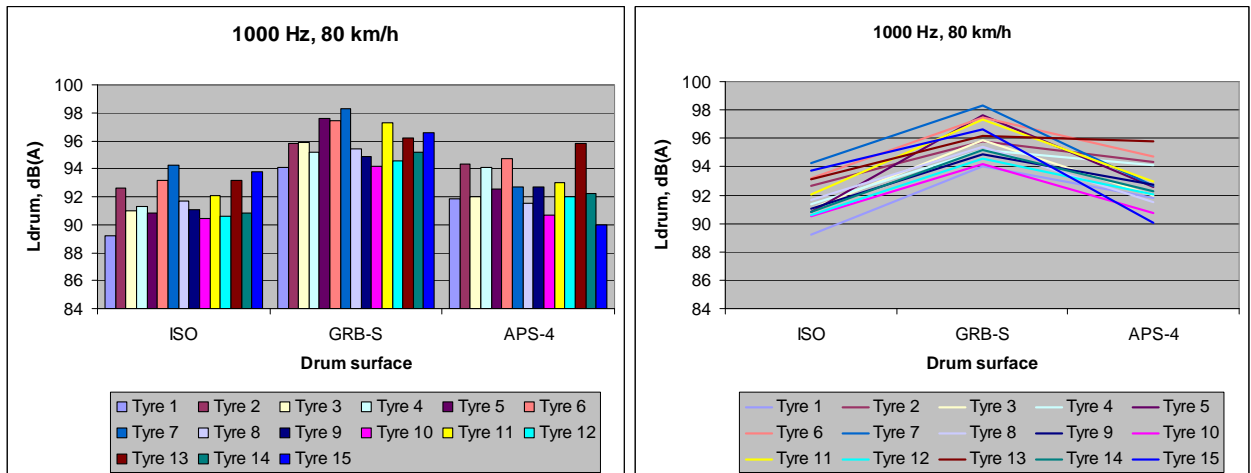 1000 Hz, 80 km/h
Ldrum, dB(A)
100
98
96
94
92
90
88
86
84
ISO GRB-S APS-4
Drum surface
Tyre 1 Tyre 2 Tyre 3 Tyre 4 Tyre 5 Tyre 6
Tyre 7 Tyre 8 Tyre 9 Tyre 10 Tyre 11 Tyre 12
Tyre 13 Tyre 14 Tyre 15
1000 Hz, 80 km/h
Ldrum, dB(A)
100
98
96
94
92
90
88
86
84
ISO GRB-S APS-4
Drum surface
Tyre 1 Tyre 2 Tyre 3 Tyre 4 Tyre 5
Tyre 6 Tyre 7 Tyre 8 Tyre 9 Tyre 10
Tyre 11 Tyre 12 Tyre 13 Tyre 14 Tyre 15